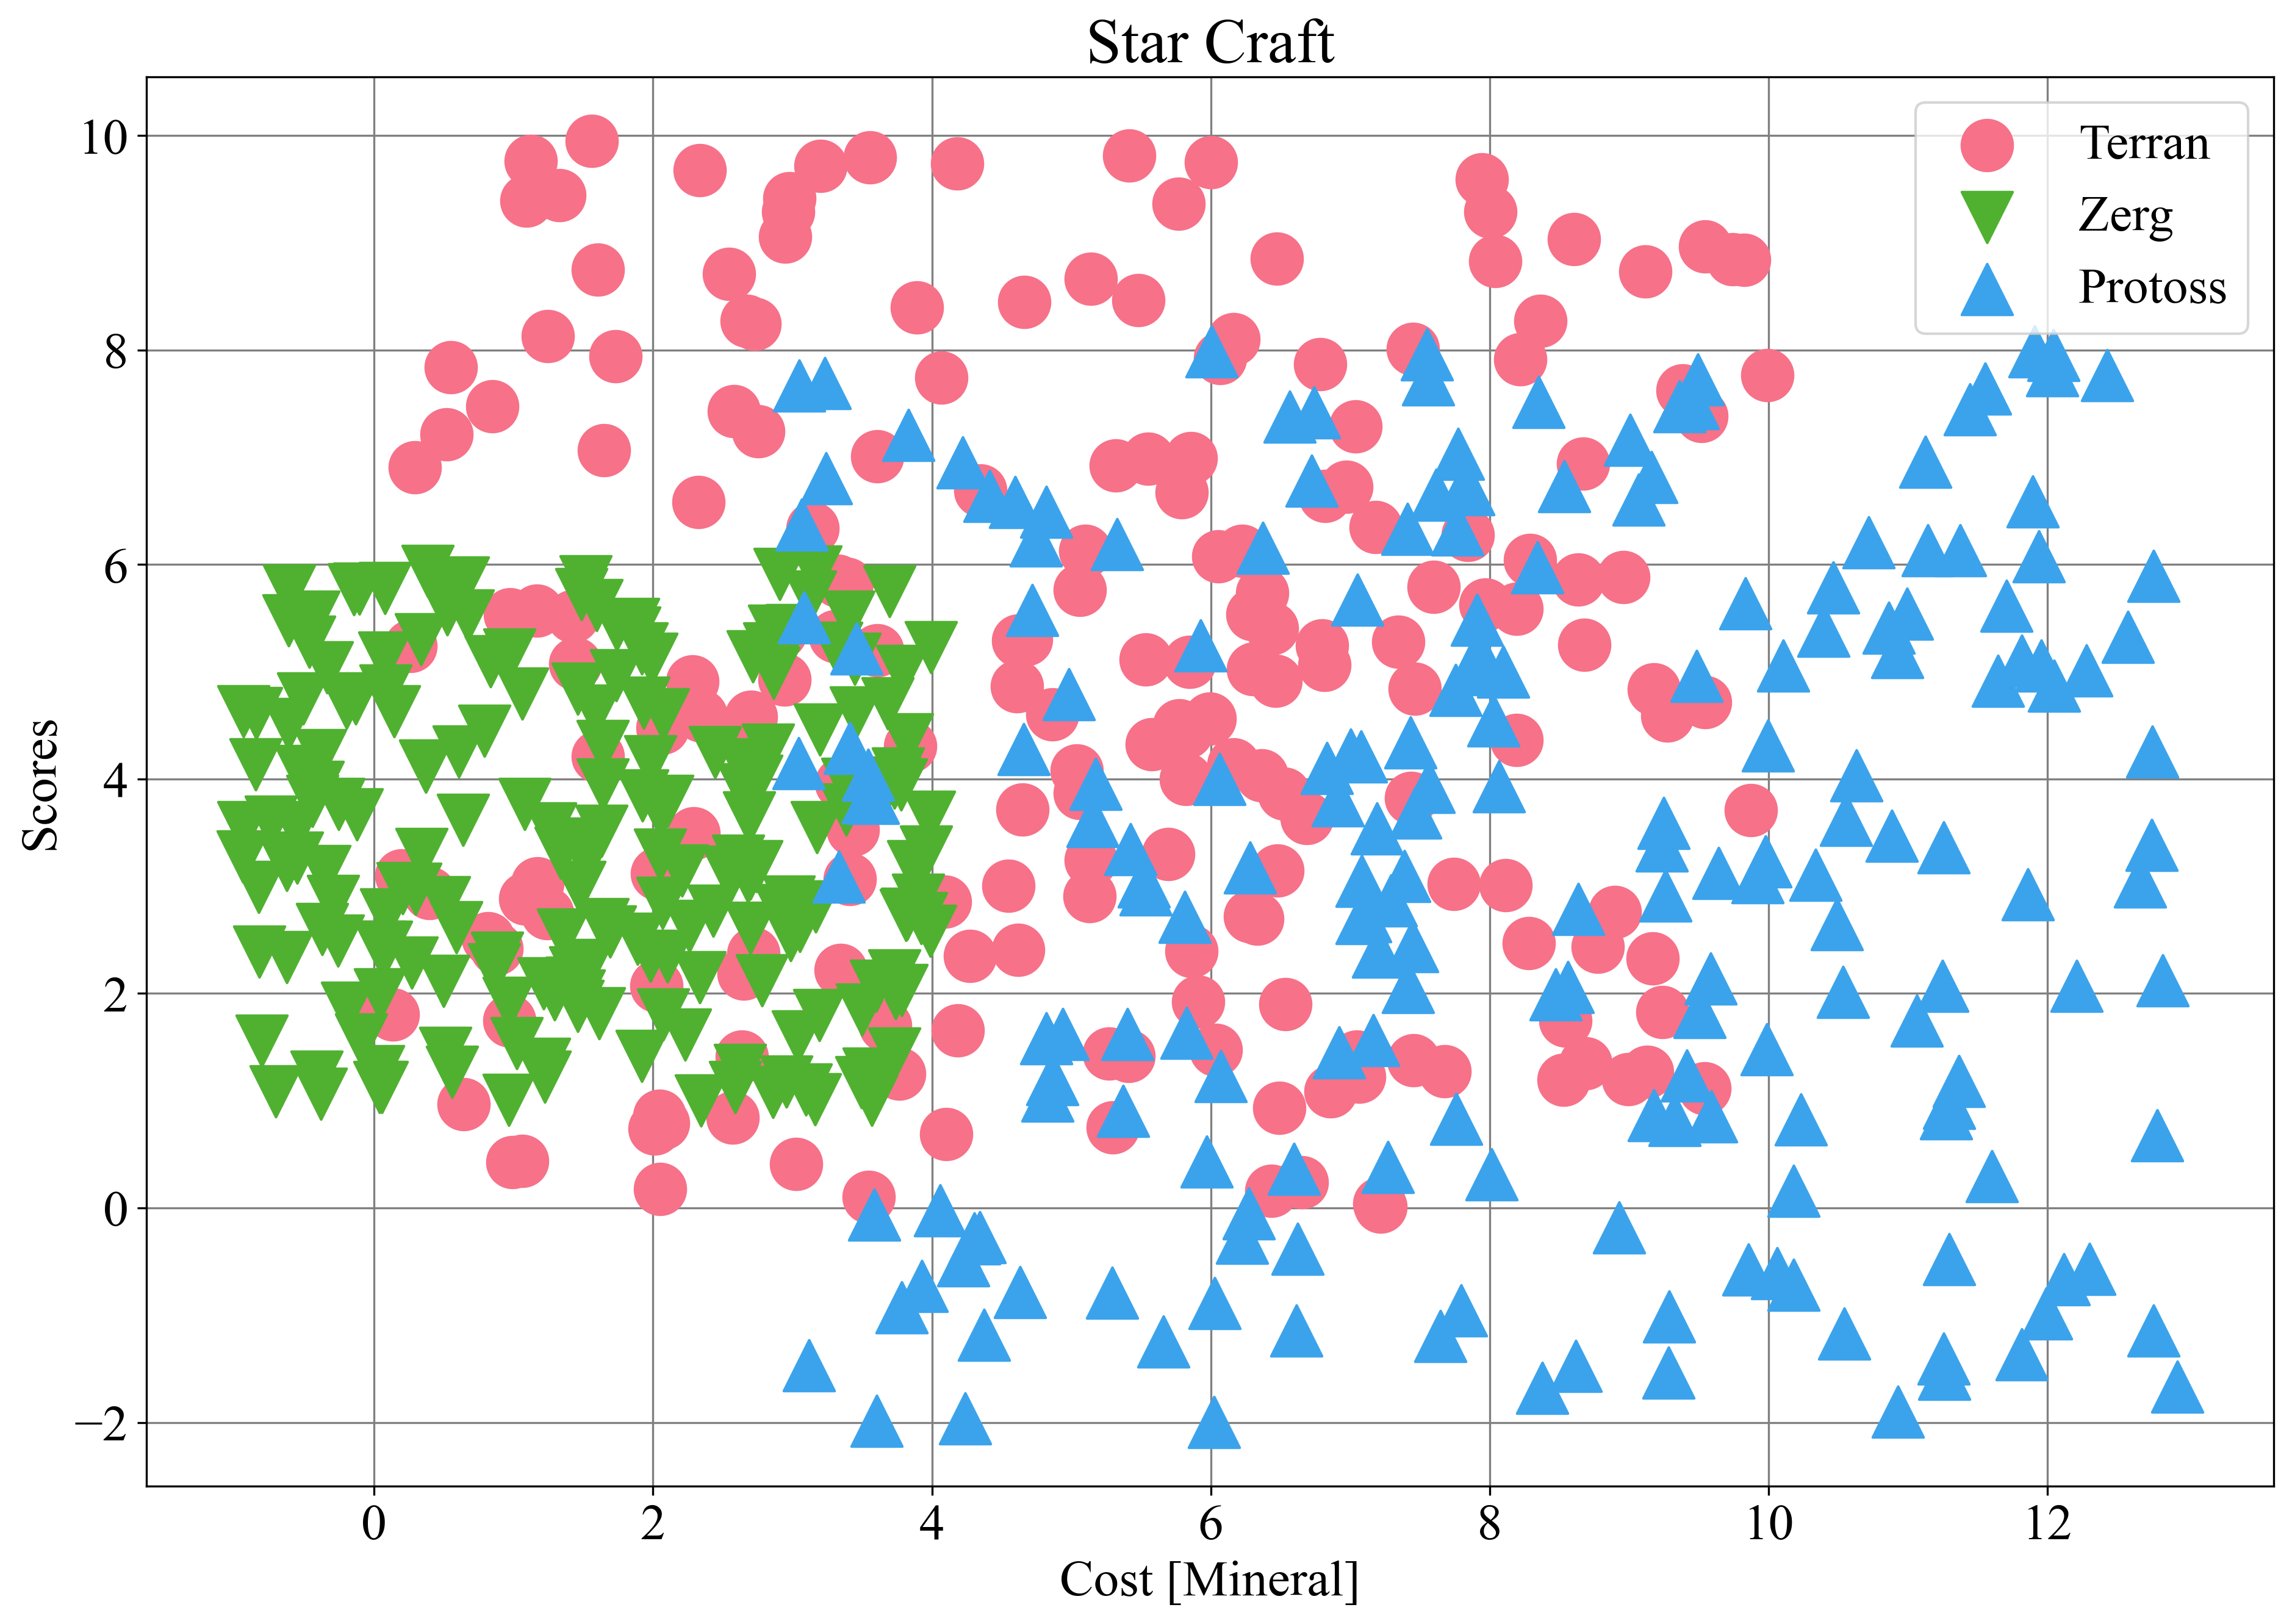 Star Craft
Terran
Zerg
Protoss
10
8
6
4
2
0
−2
Scores
0 2 4 6 8 10 12
Cost [Mineral]